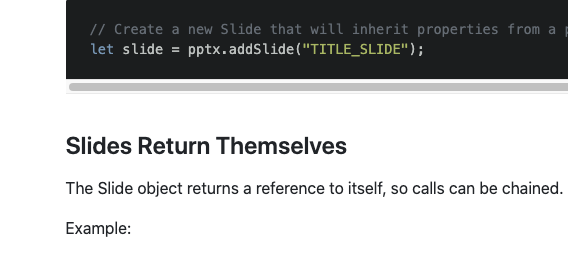 // Create a new Slide that will inherit properties from a
let slide = pptx.addSlide("TITLE_SLIDE");
Slides Return Themselves
The Slide object returns a reference to itself, so calls can be chained.
Example: